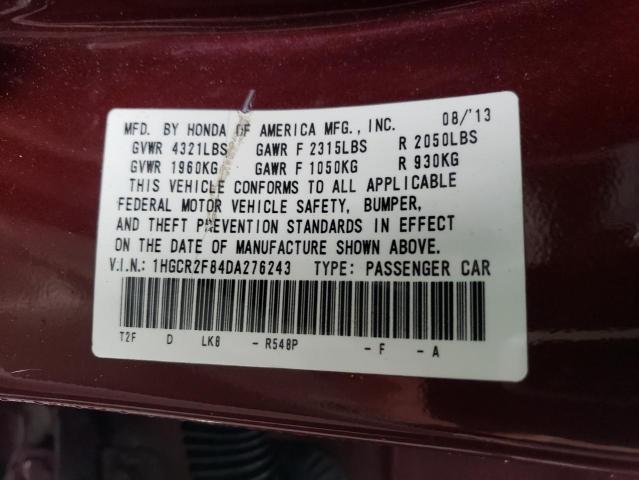 MFD. BY HONDA OF AMERICA MFG., INC. 08/'13
GVWR 4321LBS GAWR F 2315LBS R 2050LBS
GVWR 1960KG GAWR F 1050KG R 930KG
THIS VEHICLE CONFORMS TO ALL APPLICABLE
FEDERAL MOTOR VEHICLE SAFETY, BUMPER,
AND THEFT PREVENTION STANDARDS IN EFFECT
ON THE DATE OF MANUFACTURE SHOWN ABOVE.
V.I.N.: 1HGCR2F84DA276243 TYPE: PASSENGER CAR
T2F D LK8 - R548P - F - A